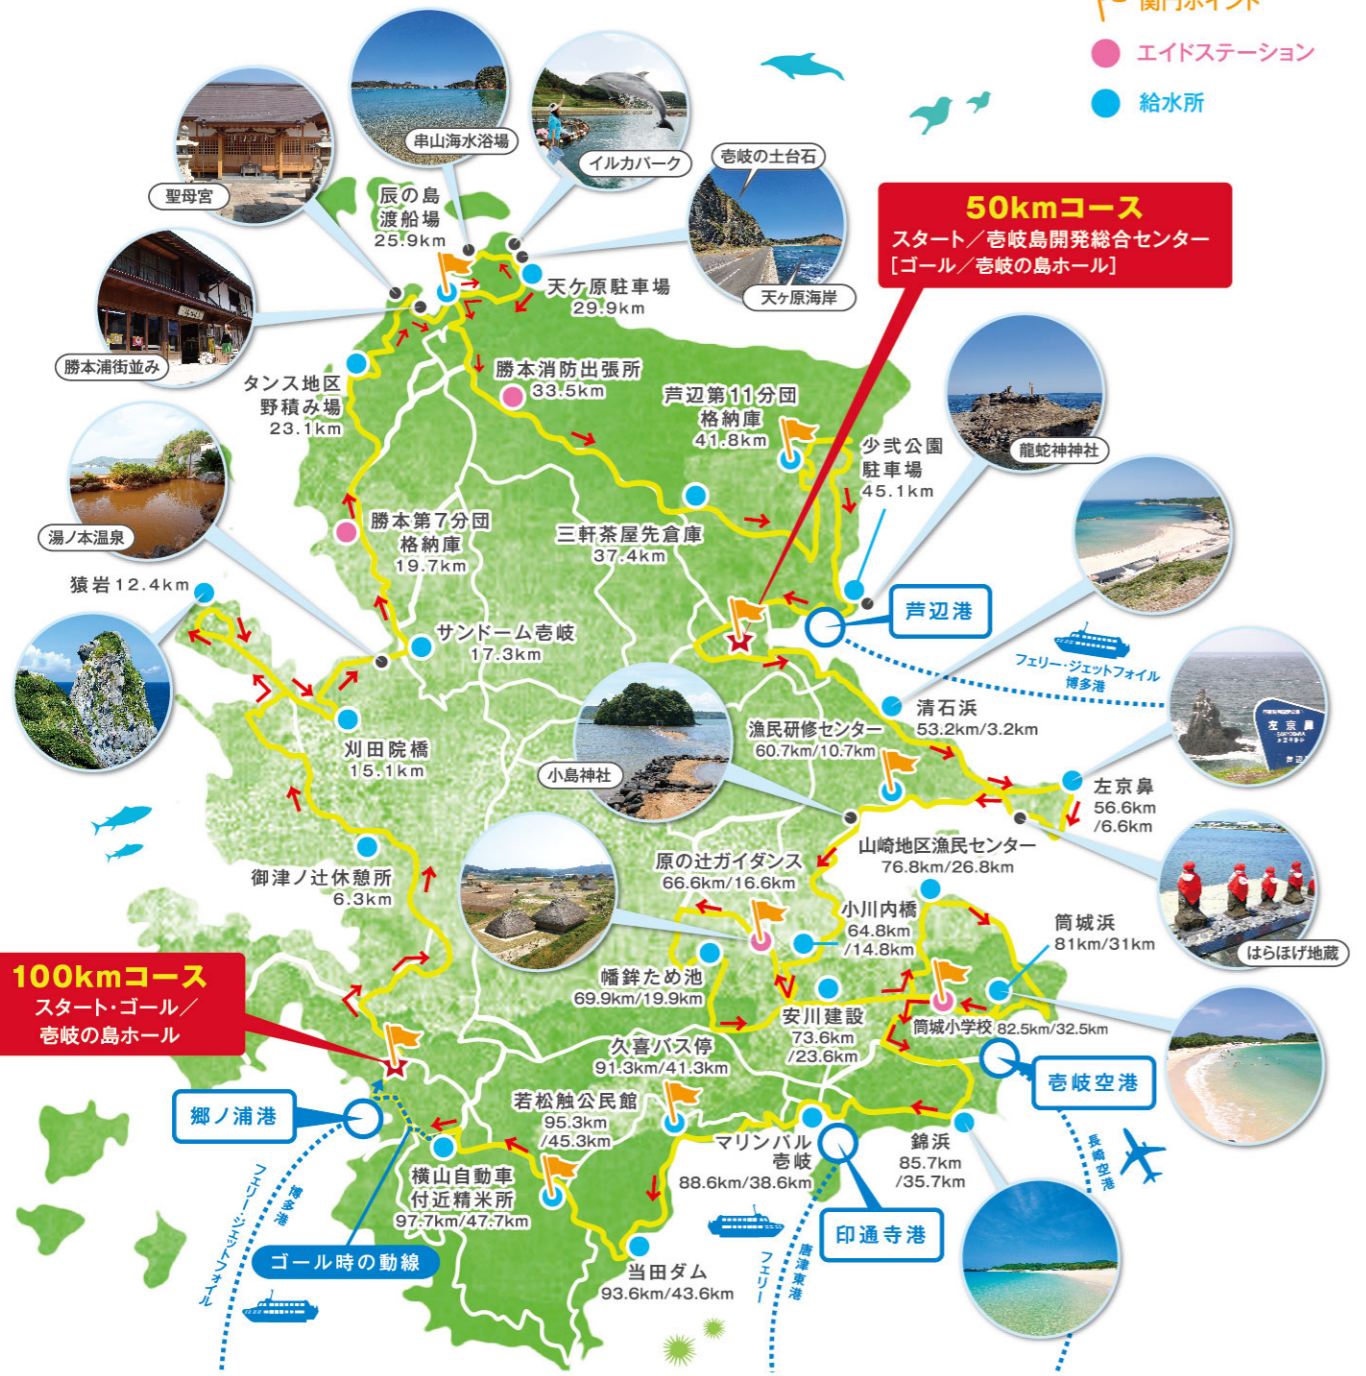 関門ポイント
エイドステーション
給水所
串山海水浴場
イルカパーク
壱岐の土台石
天ヶ原海岸
聖母宮
勝本浦街並み
辰の島
渡船場
25.9km
天ケ原駐車場
29.9km
50kmコース
スタート／壱岐島開発総合センター
[ゴール／壱岐の島ホール]
タンス地区
野積み場
23.1km
勝本消防出張所
33.5km
芦辺第11分団
格納庫
41.8km
少弐公園
駐車場
45.1km
龍蛇神神社
湯ノ本温泉
勝本第7分団
格納庫
19.7km
三軒茶屋先倉庫
37.4km
猿岩12.4km
サンドーム壱岐
17.3km
芦辺港
フェリー・ジェットフォイル
博多港
刈田院橋
15.1km
小島神社
漁民研修センター
60.7km/10.7km
清石浜
53.2km/3.2km
左京鼻
左京鼻
56.6km
/6.6km
御津ノ辻休憩所
6.3km
原の辻ガイダンス
66.6km/16.6km
山崎地区漁民センター
76.8km/26.8km
小川内橋
64.8km
/14.8km
筒城浜
81km/31km
はらほげ地蔵
100kmコース
スタート・ゴール／
壱岐の島ホール
幡鉾ため池
69.9km/19.9km
安川建設
73.6km
/23.6km
筒城小学校 82.5km/32.5km
久喜バス停
91.3km/41.3km
壱岐空港
郷ノ浦港
若松触公民館
95.3km
/45.3km
マリンパル
壱岐
88.6km/38.6km
錦浜
85.7km
/35.7km
長崎空港
横山自動車
付近精米所
97.7km/47.7km
フェリー・ジェットフォイル
博多港
ゴール時の動線
印通寺港
フェリー
唐津東港
当田ダム
93.6km/43.6km